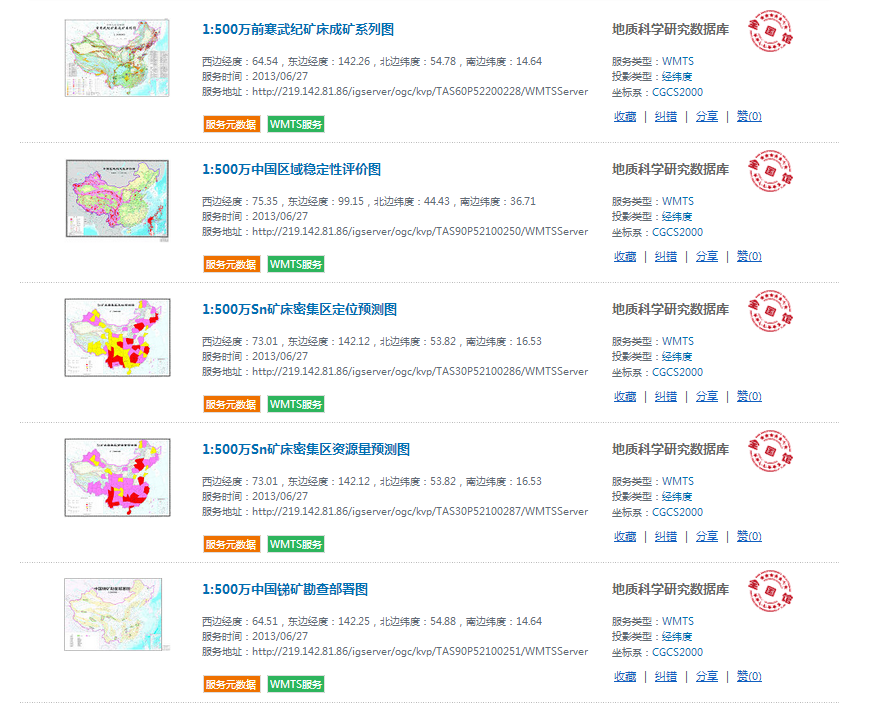 1:500万前寒武纪矿床成矿系列图
西边经度：64.54，东边经度：142.26，北边纬度：54.78，南边纬度：14.64
服务时间：2013/06/27
服务地址：http://219.142.81.86/igserver/ogc/kvp/TAS60P52200228/WMTSServer
服务元数据 WMTS服务
地质科学研究数据库
服务类型：WMTS
投影类型：经纬度
坐标系：CGCS2000
收藏 | 纠错 | 分享 | 赞(0)
全国馆
1:500万中国区域稳定性评价图
西边经度：75.35，东边经度：99.15，北边纬度：44.43，南边纬度：36.71
服务时间：2013/06/27
服务地址：http://219.142.81.86/igserver/ogc/kvp/TAS90P52100250/WMTSServer
服务元数据 WMTS服务
地质科学研究数据库
服务类型：WMTS
投影类型：经纬度
坐标系：CGCS2000
收藏 | 纠错 | 分享 | 赞(0)
全国馆
1:500万Sn矿床密集区定位预测图
西边经度：73.01，东边经度：142.12，北边纬度：53.82，南边纬度：16.53
服务时间：2013/06/27
服务地址：http://219.142.81.86/igserver/ogc/kvp/TAS30P52100286/WMTSServer
服务元数据 WMTS服务
地质科学研究数据库
服务类型：WMTS
投影类型：经纬度
坐标系：CGCS2000
收藏 | 纠错 | 分享 | 赞(0)
全国馆
1:500万Sn矿床密集区资源量预测图
西边经度：73.01，东边经度：142.12，北边纬度：53.82，南边纬度：16.53
服务时间：2013/06/27
服务地址：http://219.142.81.86/igserver/ogc/kvp/TAS30P52100287/WMTSServer
服务元数据 WMTS服务
地质科学研究数据库
服务类型：WMTS
投影类型：经纬度
坐标系：CGCS2000
收藏 | 纠错 | 分享 | 赞(0)
全国馆
1:500万中国锑矿勘查部署图
西边经度：64.51，东边经度：142.25，北边纬度：54.88，南边纬度：14.64
服务时间：2013/06/27
服务地址：http://219.142.81.86/igserver/ogc/kvp/TAS90P52100251/WMTSServer
服务元数据 WMTS服务
地质科学研究数据库
服务类型：WMTS
投影类型：经纬度
坐标系：CGCS2000
收藏 | 纠错 | 分享 | 赞(0)
全国馆